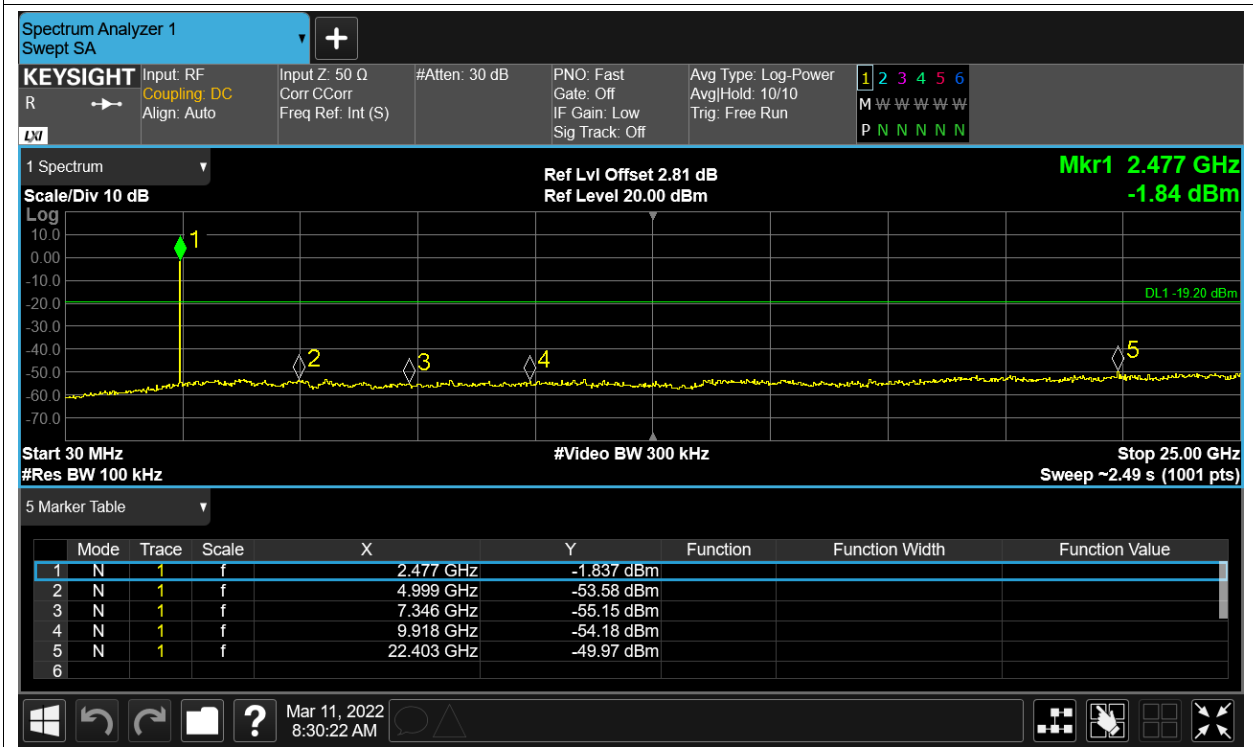 Spectrum Analyzer 1
Swept SA
+
KEYSIGHT Input: RF Input Z: 50 Ω #Atten: 30 dB PNO: Fast Avg Type: Log-Power 1 2 3 4 5 6
R Coupling: DC Corr CCorr Gate: Off Avg|Hold: 10/10 M W W W W W
Align: Auto Freq Ref: Int (S) IF Gain: Low Trig: Free Run
LXI Sig Track: Off P N N N N N N
1 Spectrum
Ref Lvl Offset 2.81 dB Mkr1 2.477 GHz
Scale/Div 10 dB Ref Level 20.00 dBm -1.84 dBm
Log
10.0
0.00
-10.0
-20.0
-30.0
-40.0
-50.0
-60.0
-70.0
1
DL1 -19.20 dBm
2
3
4
5
Start 30 MHz #Video BW 300 kHz Stop 25.00 GHz
#Res BW 100 kHz Sweep ~2.49 s (1001 pts)
5 Marker Table
Mode Trace Scale X Y Function Function Width Function Value
1 N 1 f 2.477 GHz -1.837 dBm
2 N 1 f 4.999 GHz -53.58 dBm
3 N 1 f 7.346 GHz -55.15 dBm
4 N 1 f 9.918 GHz -54.18 dBm
5 N 1 f 22.403 GHz -49.97 dBm
6
? Mar 11, 2022
8:30:22 AM